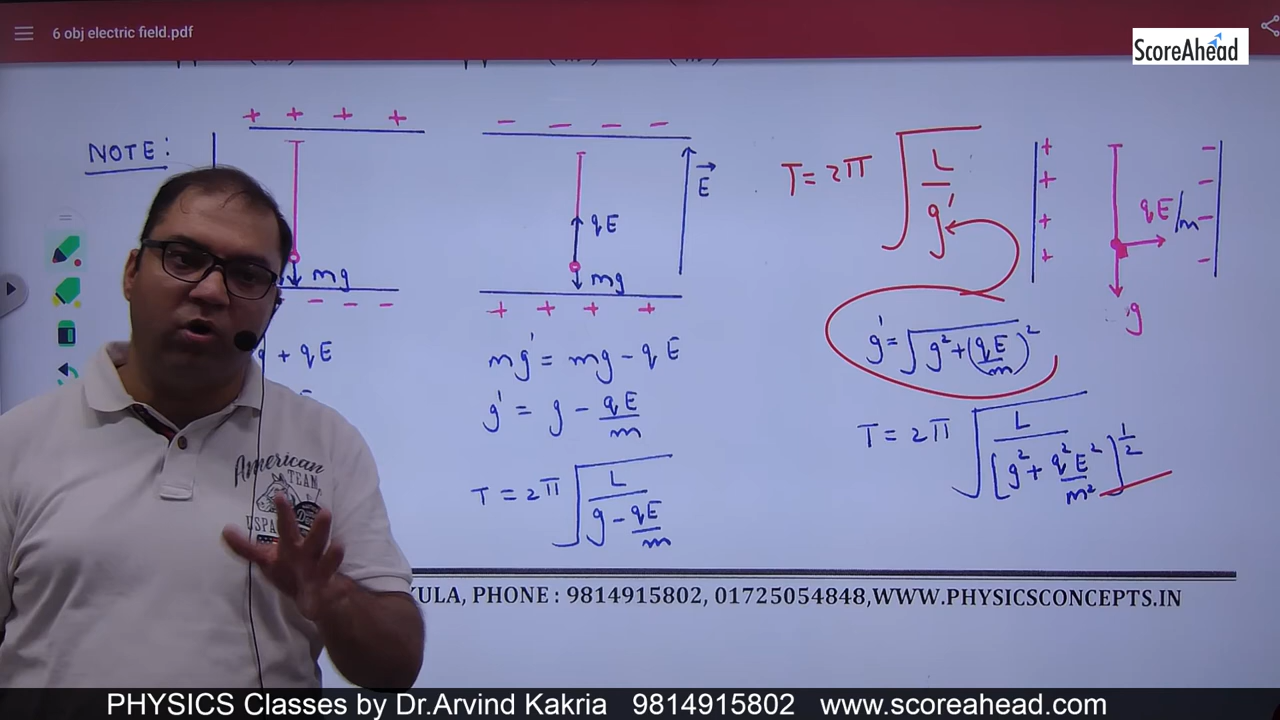 6 obj electric field.pdf
ScoreAhead
NOTE:
+ + + +
mg
- - -
+ qE
- - - -
E
qE
mg
+ + + +
mg' = mg - qE
g' = g - qE/m
T = 2π √(L/(g - qE/m))
T = 2π √(L/g')
+ + + +
- - - -
qE/m
g
g' = √(g² + (qE/m)²)
T = 2π √(L/[g² + q²E²/m²]^(1/2))
KULA, PHONE : 9814915802, 01725054848,WWW.PHYSICSCONCEPTS.IN
American
TEAM
USPA
PHYSICS Classes by Dr.Arvind Kakria 9814915802 www.scoreahead.com